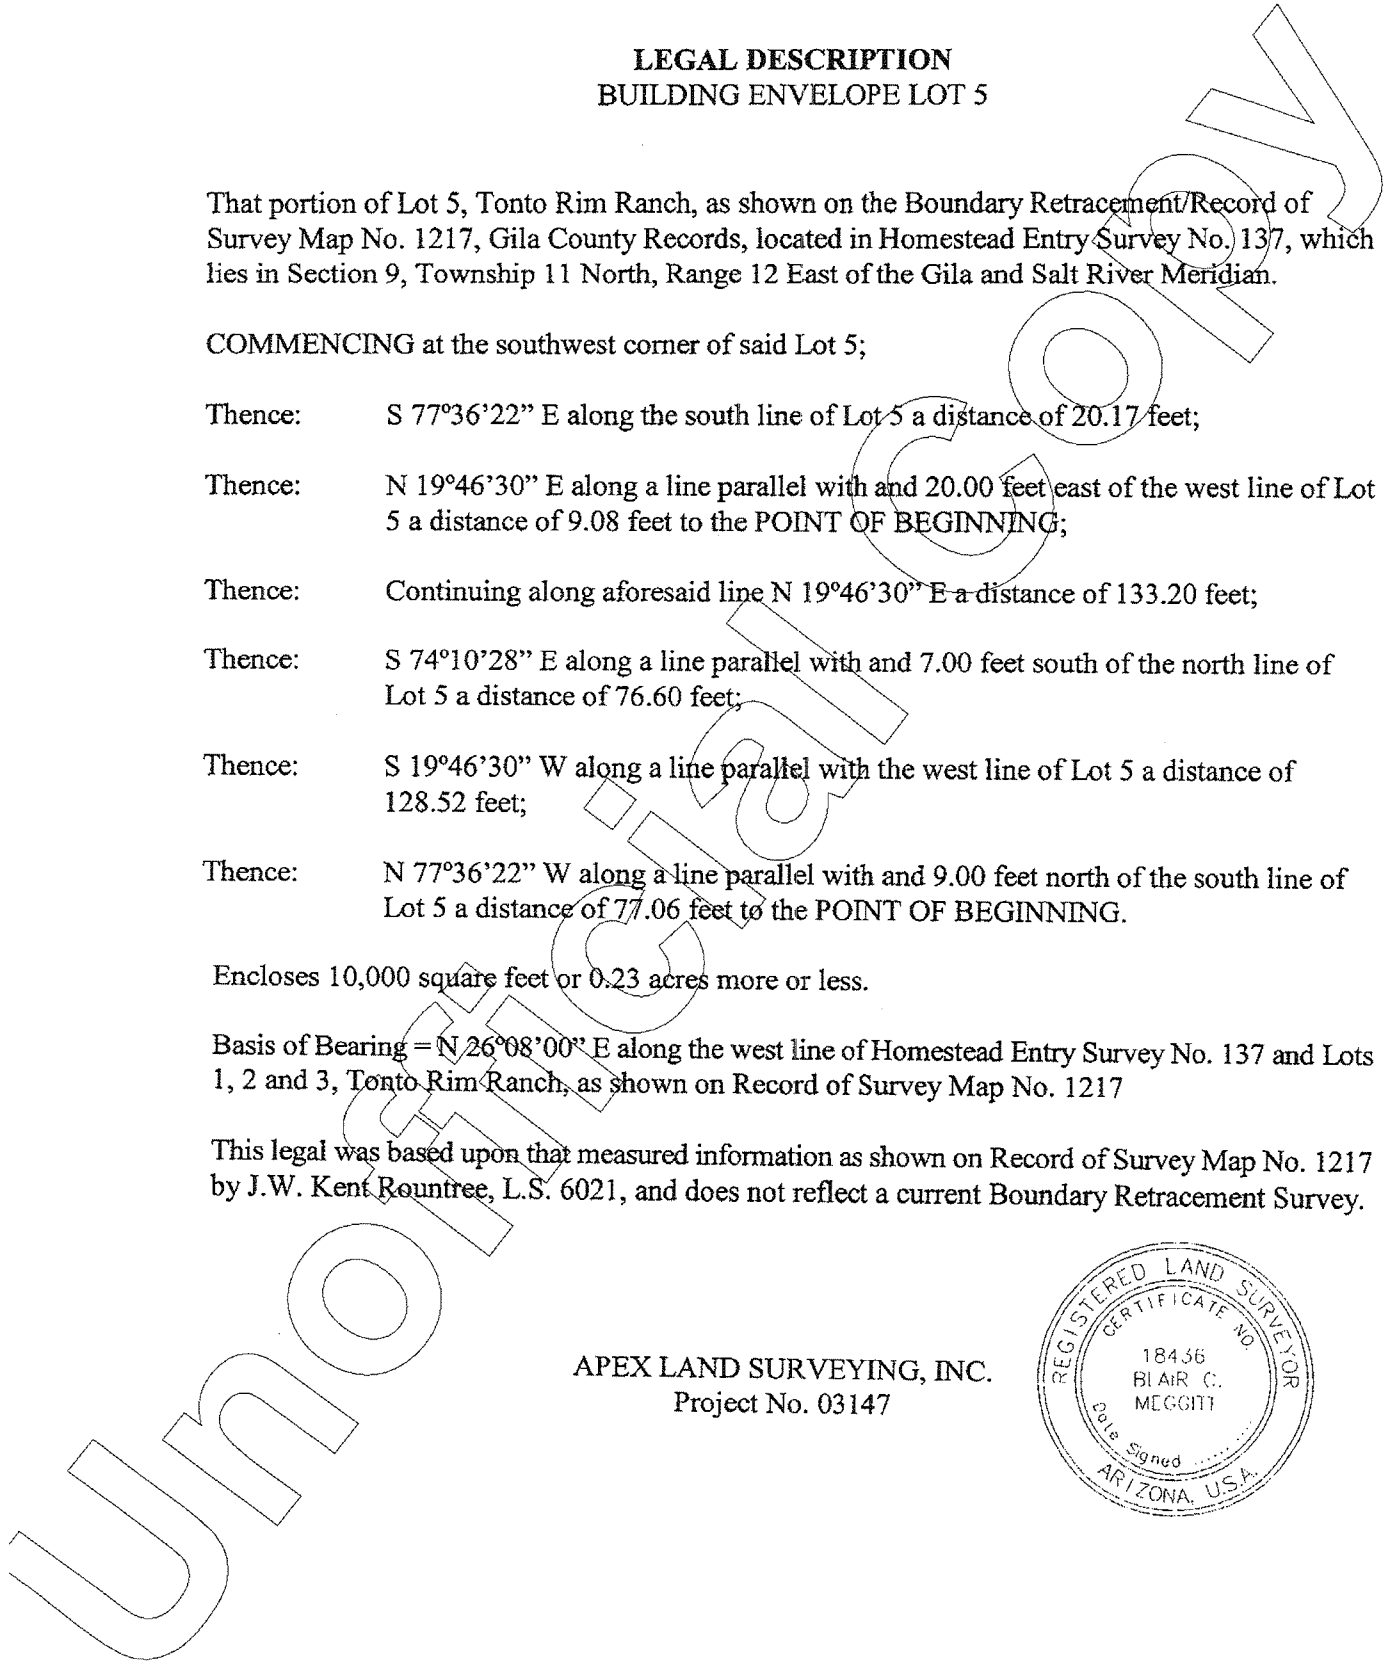 LEGAL DESCRIPTION
BUILDING ENVELOPE LOT 5
That portion of Lot 5, Tonto Rim Ranch, as shown on the Boundary Retracement/Record of
Survey Map No. 1217, Gila County Records, located in Homestead Entry Survey No. 137, which
lies in Section 9, Township 11 North, Range 12 East of the Gila and Salt River Meridian.
COMMENCING at the southwest corner of said Lot 5;
Thence: S 77º36’22” E along the south line of Lot 5 a distance of 20.17 feet;
Thence: N 19º46’30” E along a line parallel with and 20.00 feet east of the west line of Lot
5 a distance of 9.08 feet to the POINT OF BEGINNING;
Thence: Continuing along aforesaid line N 19º46’30” E a distance of 133.20 feet;
Thence: S 74º10’28” E along a line parallel with and 7.00 feet south of the north line of
Lot 5 a distance of 76.60 feet;
Thence: S 19º46’30” W along a line parallel with the west line of Lot 5 a distance of
128.52 feet;
Thence: N 77º36’22” W along a line parallel with and 9.00 feet north of the south line of
Lot 5 a distance of 77.06 feet to the POINT OF BEGINNING.
Encloses 10,000 square feet or 0.23 acres more or less.
Basis of Bearing = N 26º08’00” E along the west line of Homestead Entry Survey No. 137 and Lots
1, 2 and 3, Tonto Rim Ranch, as shown on Record of Survey Map No. 1217
This legal was based upon that measured information as shown on Record of Survey Map No. 1217
by J.W. Kent Rountree, L.S. 6021, and does not reflect a current Boundary Retracement Survey.
APEX LAND SURVEYING, INC.
Project No. 03147
REGISTERED LAND SURVEYOR
CERTIFICATE NO.
18436
BLAIR C.
MEGGITT
Date Signed ..........
ARIZONA, U.S.A.
Unofficial Copy